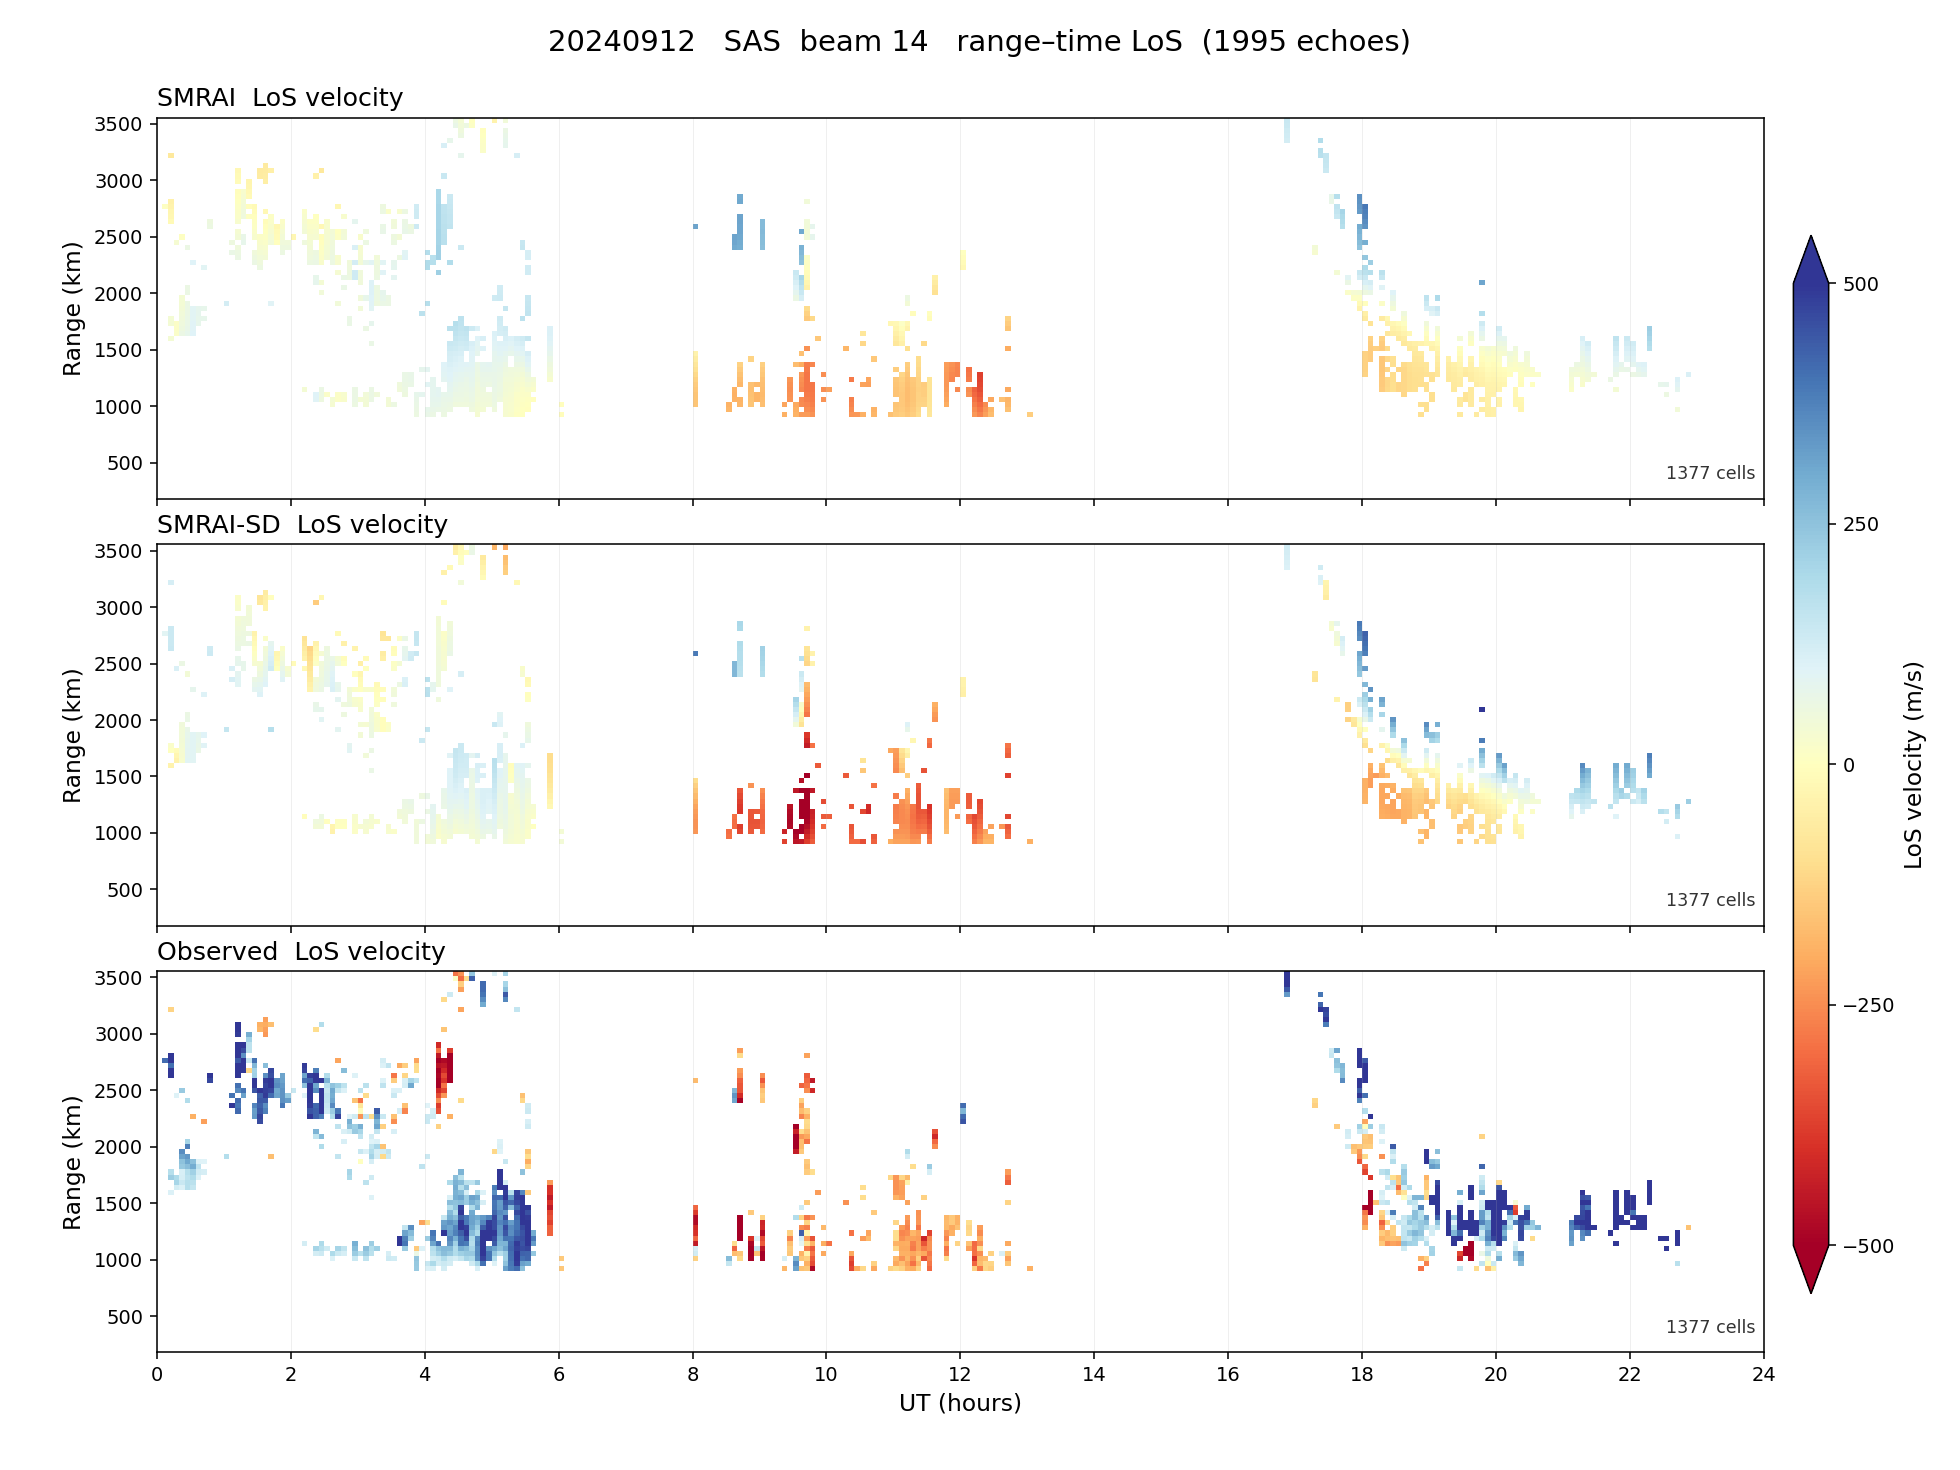 20240912   SAS  beam 14   range–time LoS  (1995 echoes)
SMRAI  LoS velocity
3500
3000
2500
2000
1500
1000
500
Range (km)
1377 cells
SMRAI-SD  LoS velocity
3500
3000
2500
2000
1500
1000
500
Range (km)
1377 cells
Observed  LoS velocity
3500
3000
2500
2000
1500
1000
500
Range (km)
1377 cells
0 2 4 6 8 10 12 14 16 18 20 22 24
UT (hours)
500
250
0
−250
−500
LoS velocity (m/s)